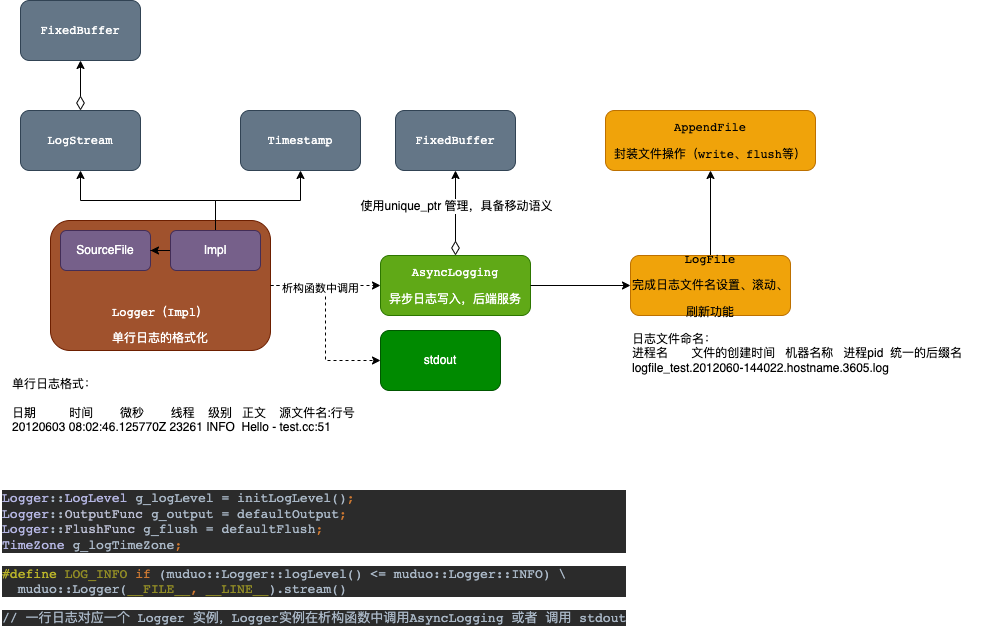 FixedBuffer
LogStream
Timestamp
FixedBuffer
AppendFile
封装文件操作（write、flush等）
使用unique_ptr 管理，具备移动语义
SourceFile
Impl
Logger（Impl）
单行日志的格式化
析构函数中调用
AsyncLogging
异步日志写入，后端服务
LogFile
完成日志文件名设置、滚动、
刷新功能
stdout
日志文件命名：
进程名 文件的创建时间 机器名称 进程pid 统一的后缀名
logfile_test.2012060-144022.hostname.3605.log
单行日志格式：
日期 时间 微秒 线程 级别 正文 源文件名:行号
20120603 08:02:46.125770Z 23261 INFO Hello - test.cc:51
Logger::LogLevel g_logLevel = initLogLevel();
Logger::OutputFunc g_output = defaultOutput;
Logger::FlushFunc g_flush = defaultFlush;
TimeZone g_logTimeZone;
#define LOG_INFO if (muduo::Logger::logLevel() <= muduo::Logger::INFO) \
muduo::Logger(__FILE__, __LINE__).stream()
// 一行日志对应一个 Logger 实例, Logger实例在析构函数中调用AsyncLogging 或者 调用 stdout